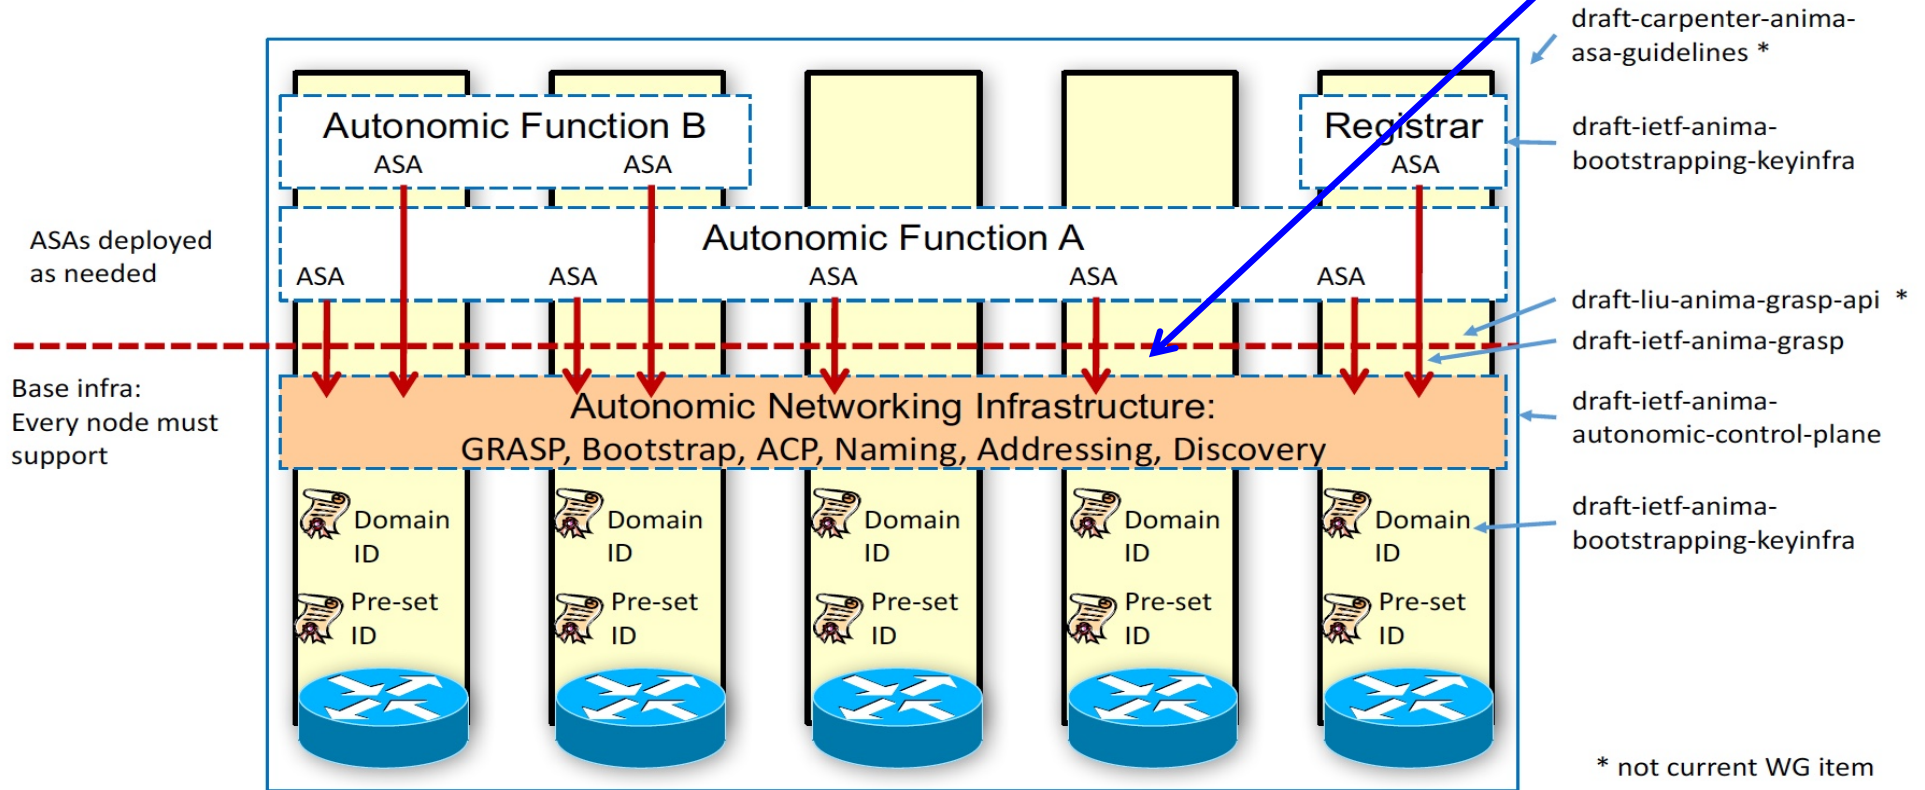 draft-carpenter-anima-
asa-guidelines *
Autonomic Function B
ASA ASA
Registrar
ASA
draft-ietf-anima-
bootstrapping-keyinfra
ASAs deployed
as needed
Autonomic Function A
ASA ASA ASA ASA ASA
draft-liu-anima-grasp-api *
draft-ietf-anima-grasp
Base infra:
Every node must
support
Autonomic Networking Infrastructure:
GRASP, Bootstrap, ACP, Naming, Addressing, Discovery
draft-ietf-anima-
autonomic-control-plane
Domain
ID
Domain
ID
Domain
ID
Domain
ID
Domain
ID
draft-ietf-anima-
bootstrapping-keyinfra
Pre-set
ID
Pre-set
ID
Pre-set
ID
Pre-set
ID
Pre-set
ID
* not current WG item